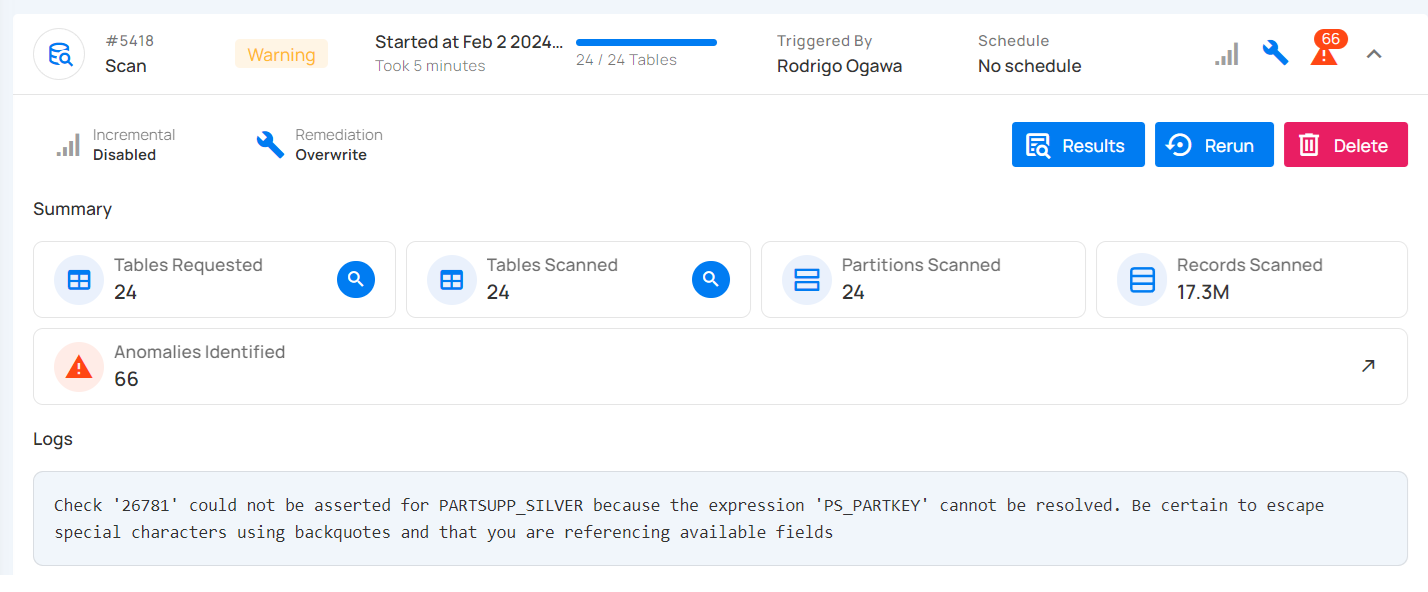 #5418
Scan
Warning
Started at Feb 2 2024...
Took 5 minutes
24 / 24 Tables
Triggered By
Rodrigo Ogawa
Schedule
No schedule
66
Incremental
Disabled
Remediation
Overwrite
Results
Rerun
Delete
Summary
Tables Requested
24
Tables Scanned
24
Partitions Scanned
24
Records Scanned
17.3M
Anomalies Identified
66
Logs
Check '26781' could not be asserted for PARTSUPP_SILVER because the expression 'PS_PARTKEY' cannot be resolved. Be certain to escape
special characters using backquotes and that you are referencing available fields